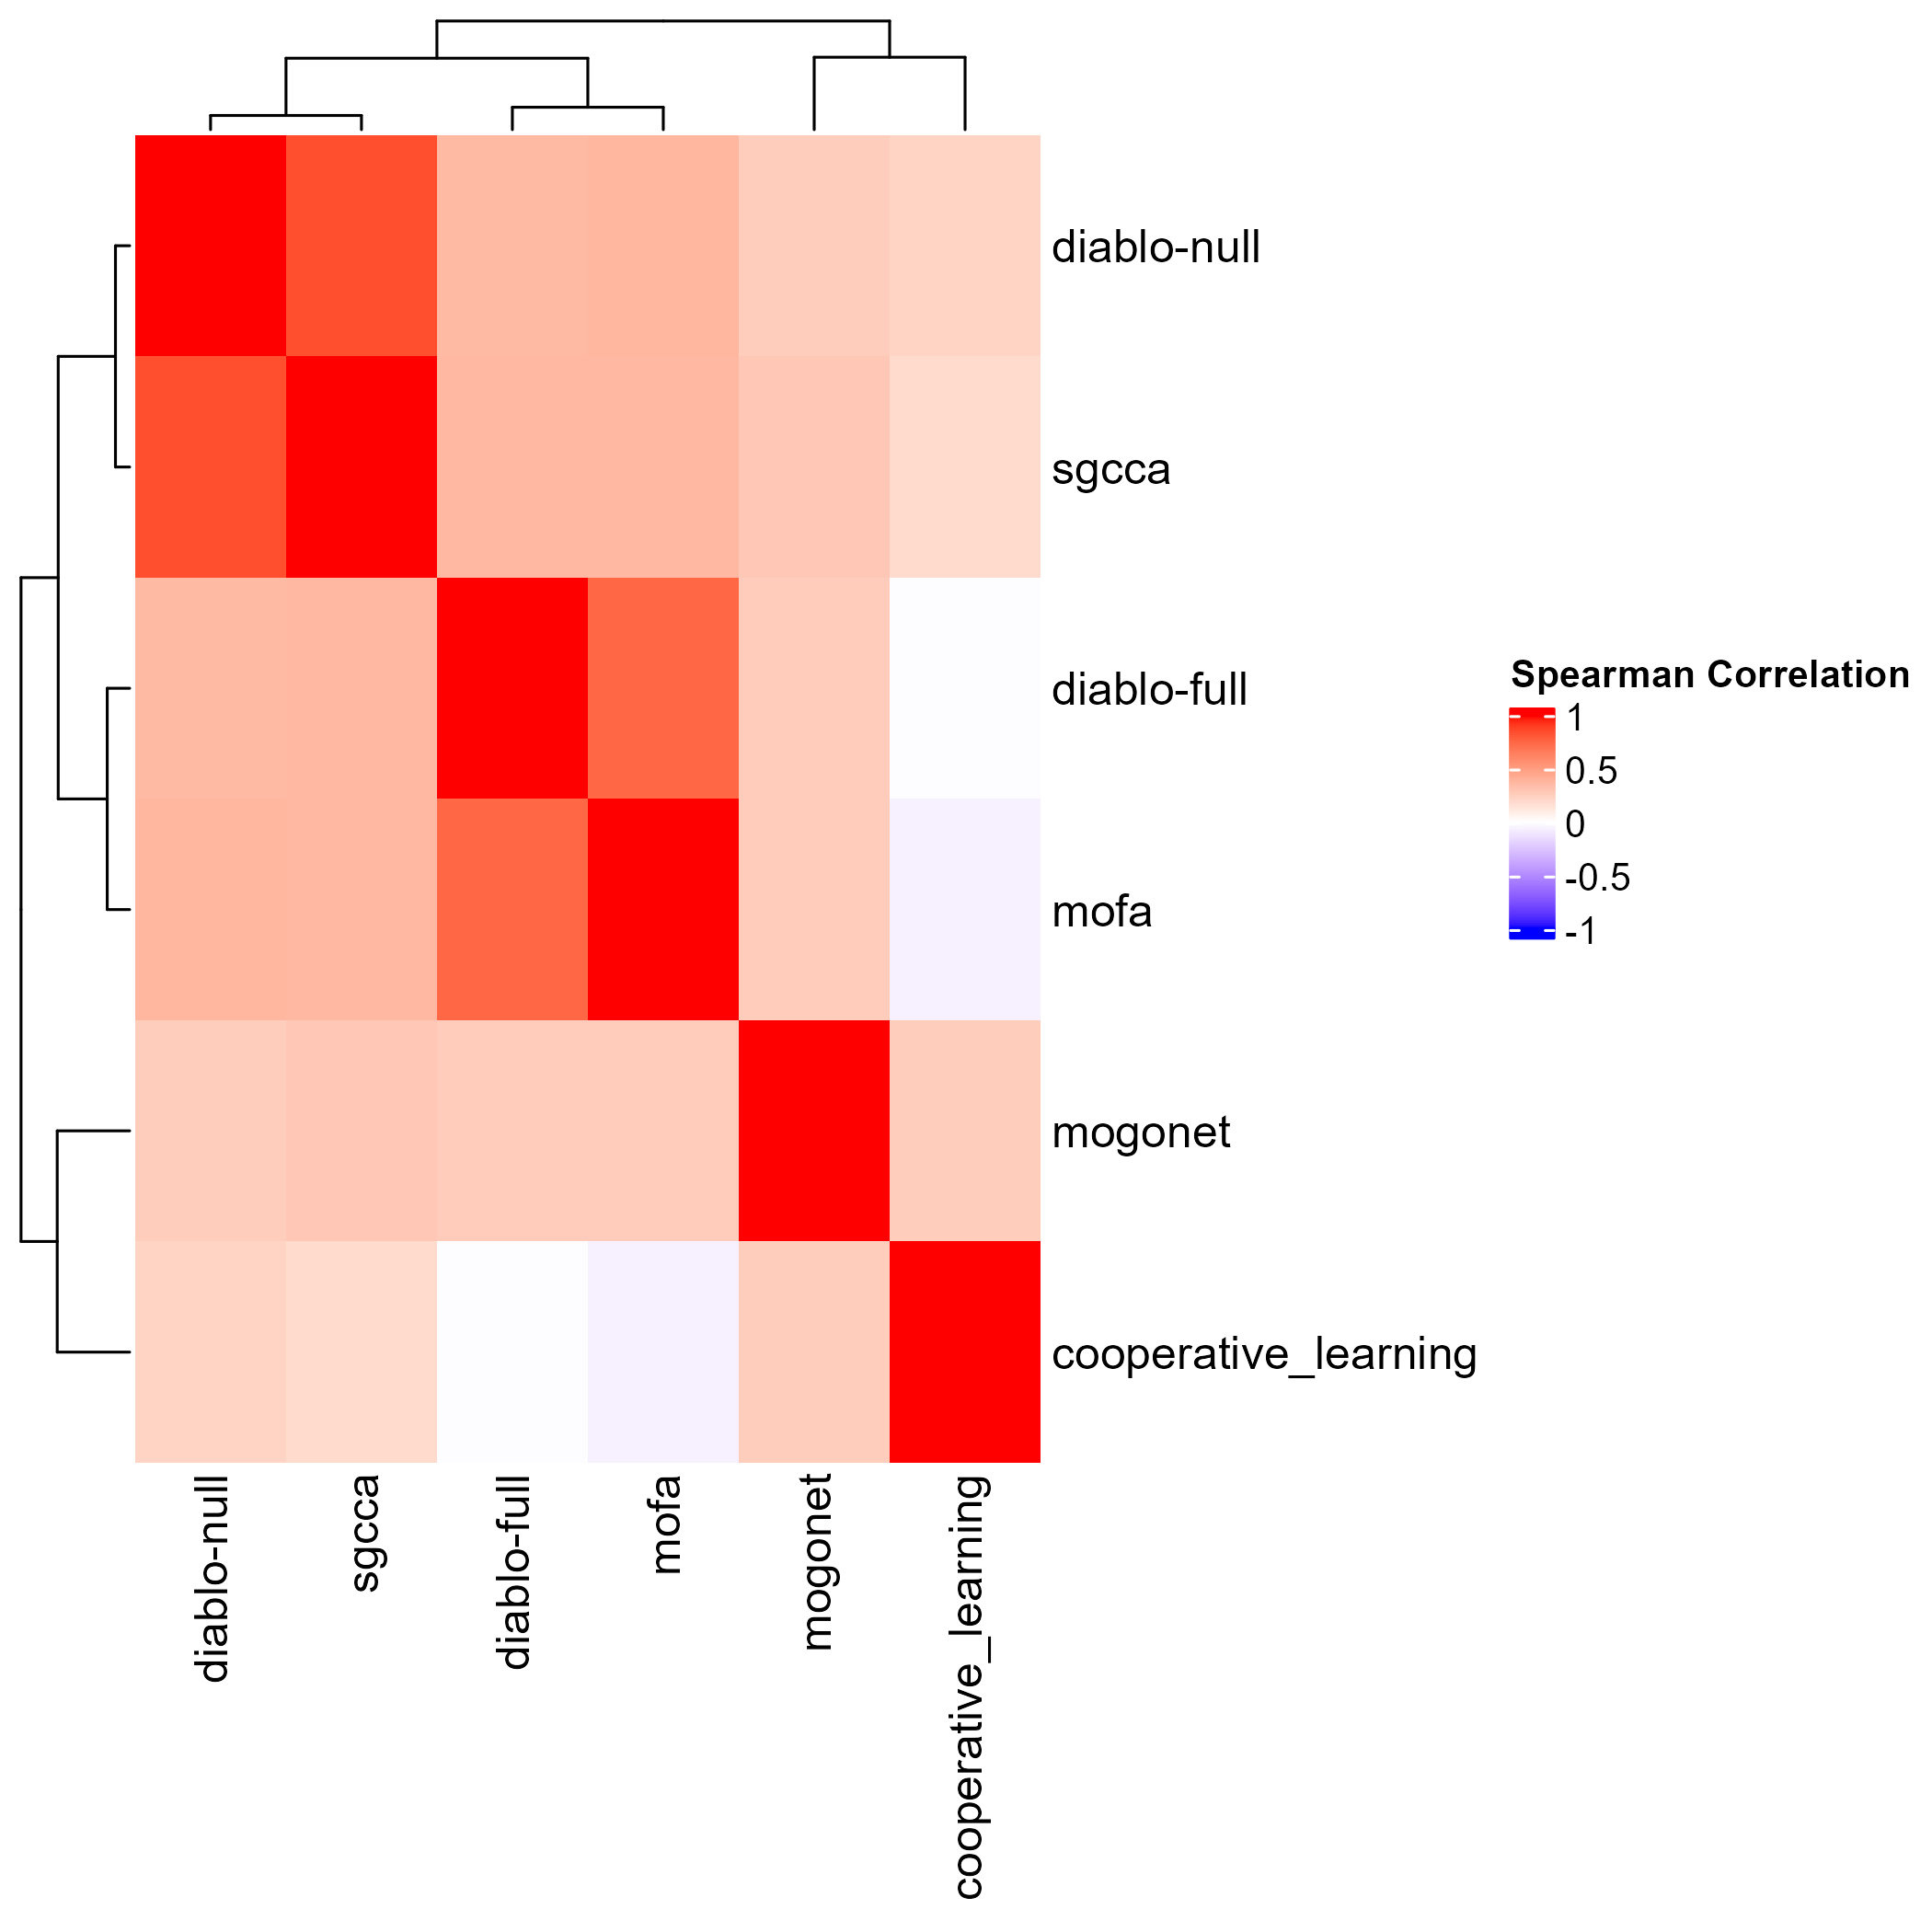 diablo-null
sgcca
diablo-full
mofa
mogonet
cooperative_learning
Spearman Correlation
1
0.5
0
-0.5
-1
diablo-null
sgcca
diablo-full
mofa
mogonet
cooperative_learning